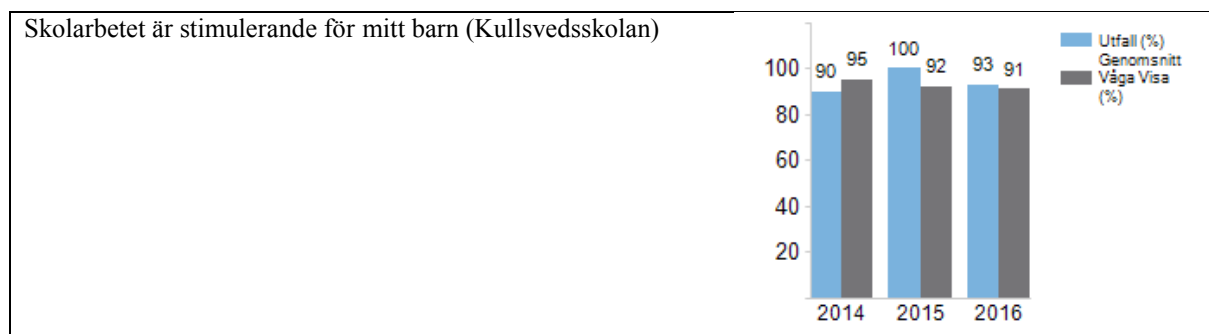 Skolarbetet är stimulerande för mitt barn (Kullsvedsskolan)
90 95 100 92 93 91
100
80
60
40
20
2014 2015 2016
Utfall (%)
Genomsnitt
Våga Visa
(%)